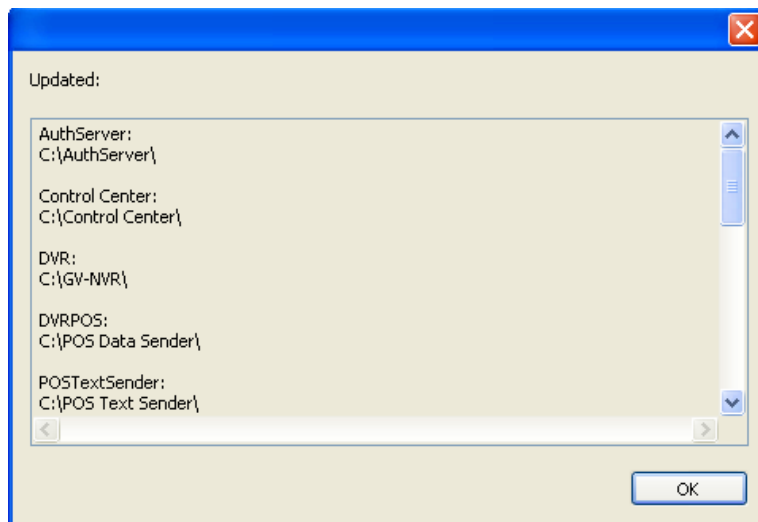 Updated:
AuthServer:
C:\AuthServer\
Control Center:
C:\Control Center\
DVR:
C:\GV-NVR\
DVRPOS:
C:\POS Data Sender\
POSTextSender:
C:\POS Text Sender\
OK